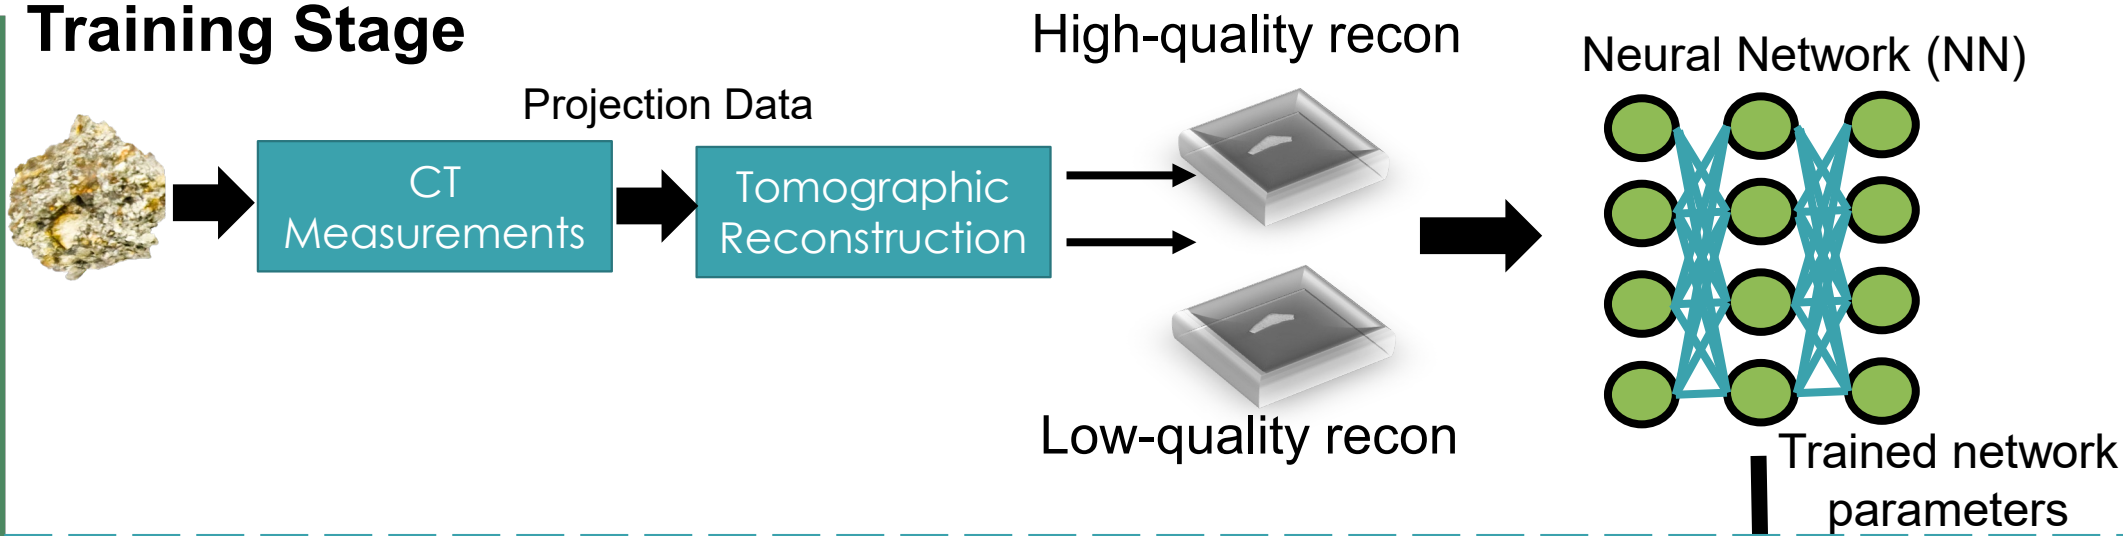 Training Stage
High-quality recon
Neural Network (NN)
Projection Data
CT
Measurements
Tomographic
Reconstruction
Low-quality recon
Trained network
parameters